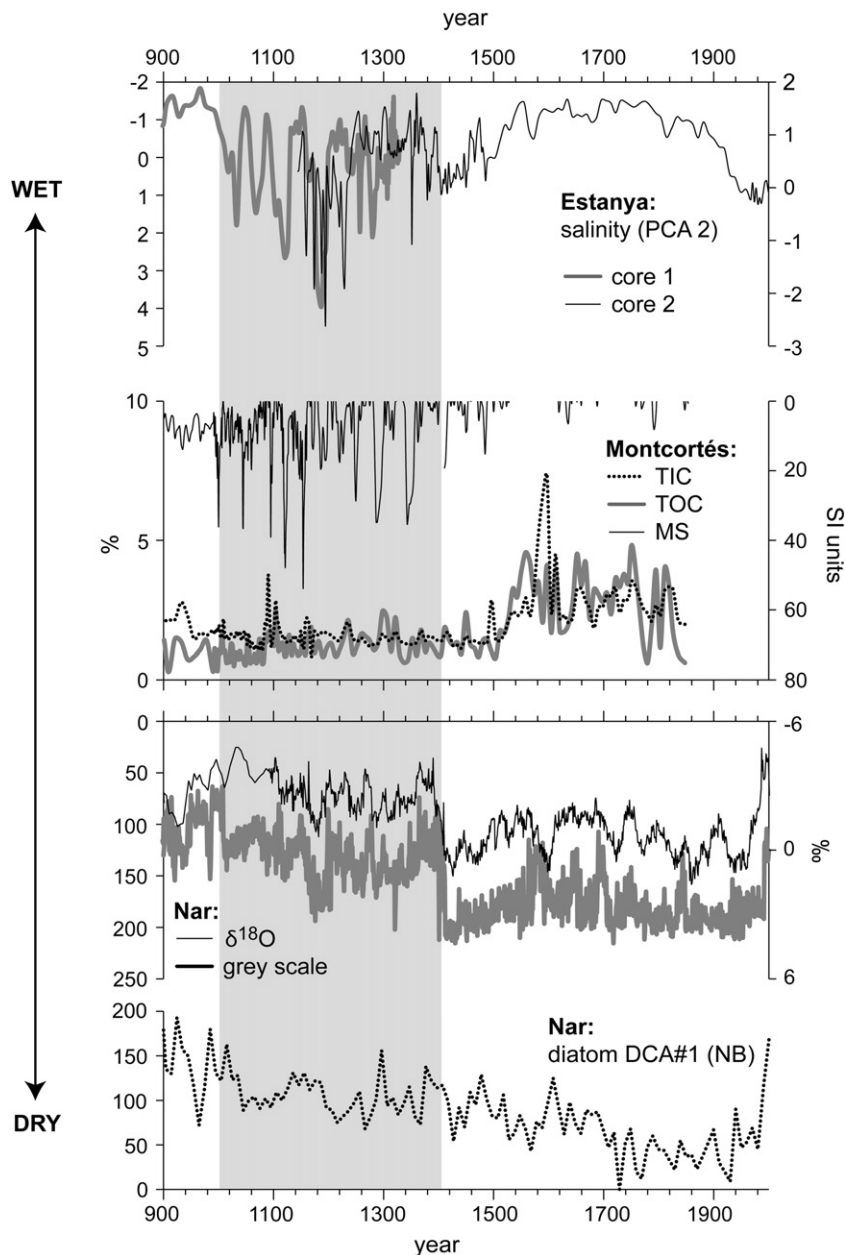 year
900 1100 1300 1500 1700 1900
-2
-1
0
1
2
3
4
5
2
1
0
-1
-2
-3
WET
DRY
Estanya:
salinity (PCA 2)
core 1
core 2
10
5
0
%
0
20
40
60
80
SI units
Montcortés:
TIC
TOC
MS
0
50
100
150
200
250
-6
0
6
‰
Nar:
δ18O
grey scale
200
150
100
50
0
Nar:
diatom DCA#1 (NB)
900 1100 1300 1500 1700 1900
year